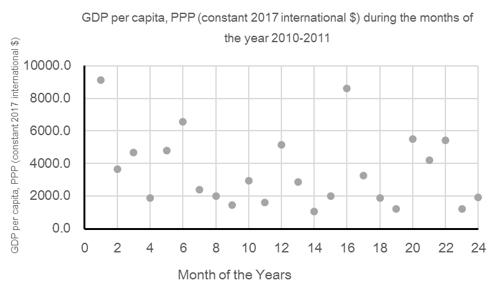 GDP per capita, PPP (constant 2017 international $) during the months of
the year 2010-2011
GDP per capita, PPP (constant 2017 international $)
10000.0
8000.0
6000.0
4000.0
2000.0
0.0
0 2 4 6 8 10 12 14 16 18 20 22 24
Month of the Years